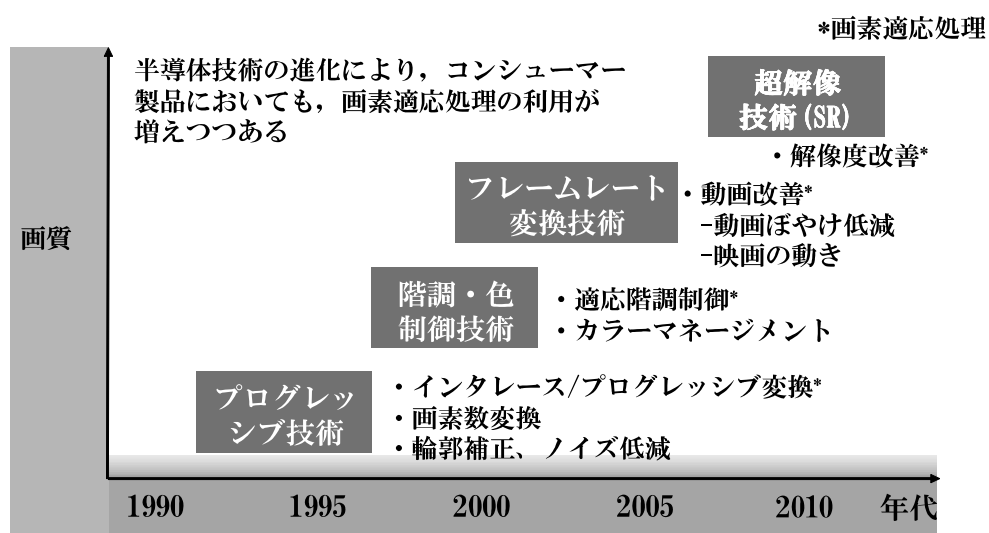 *画素適応処理
半導体技術の進化により，コンシューマー
製品においても，画素適応処理の利用が
増えつつある
超解像
技術(SR)
・解像度改善*
フレームレート
変換技術
・動画改善*
-動画ぼやけ低減
-映画の動き
画質
階調・色
制御技術
・適応階調制御*
・カラーマネージメント
プログレッ
シブ技術
・インタレース/プログレッシブ変換*
・画素数変換
・輪郭補正、ノイズ低減
1990 1995 2000 2005 2010 年代